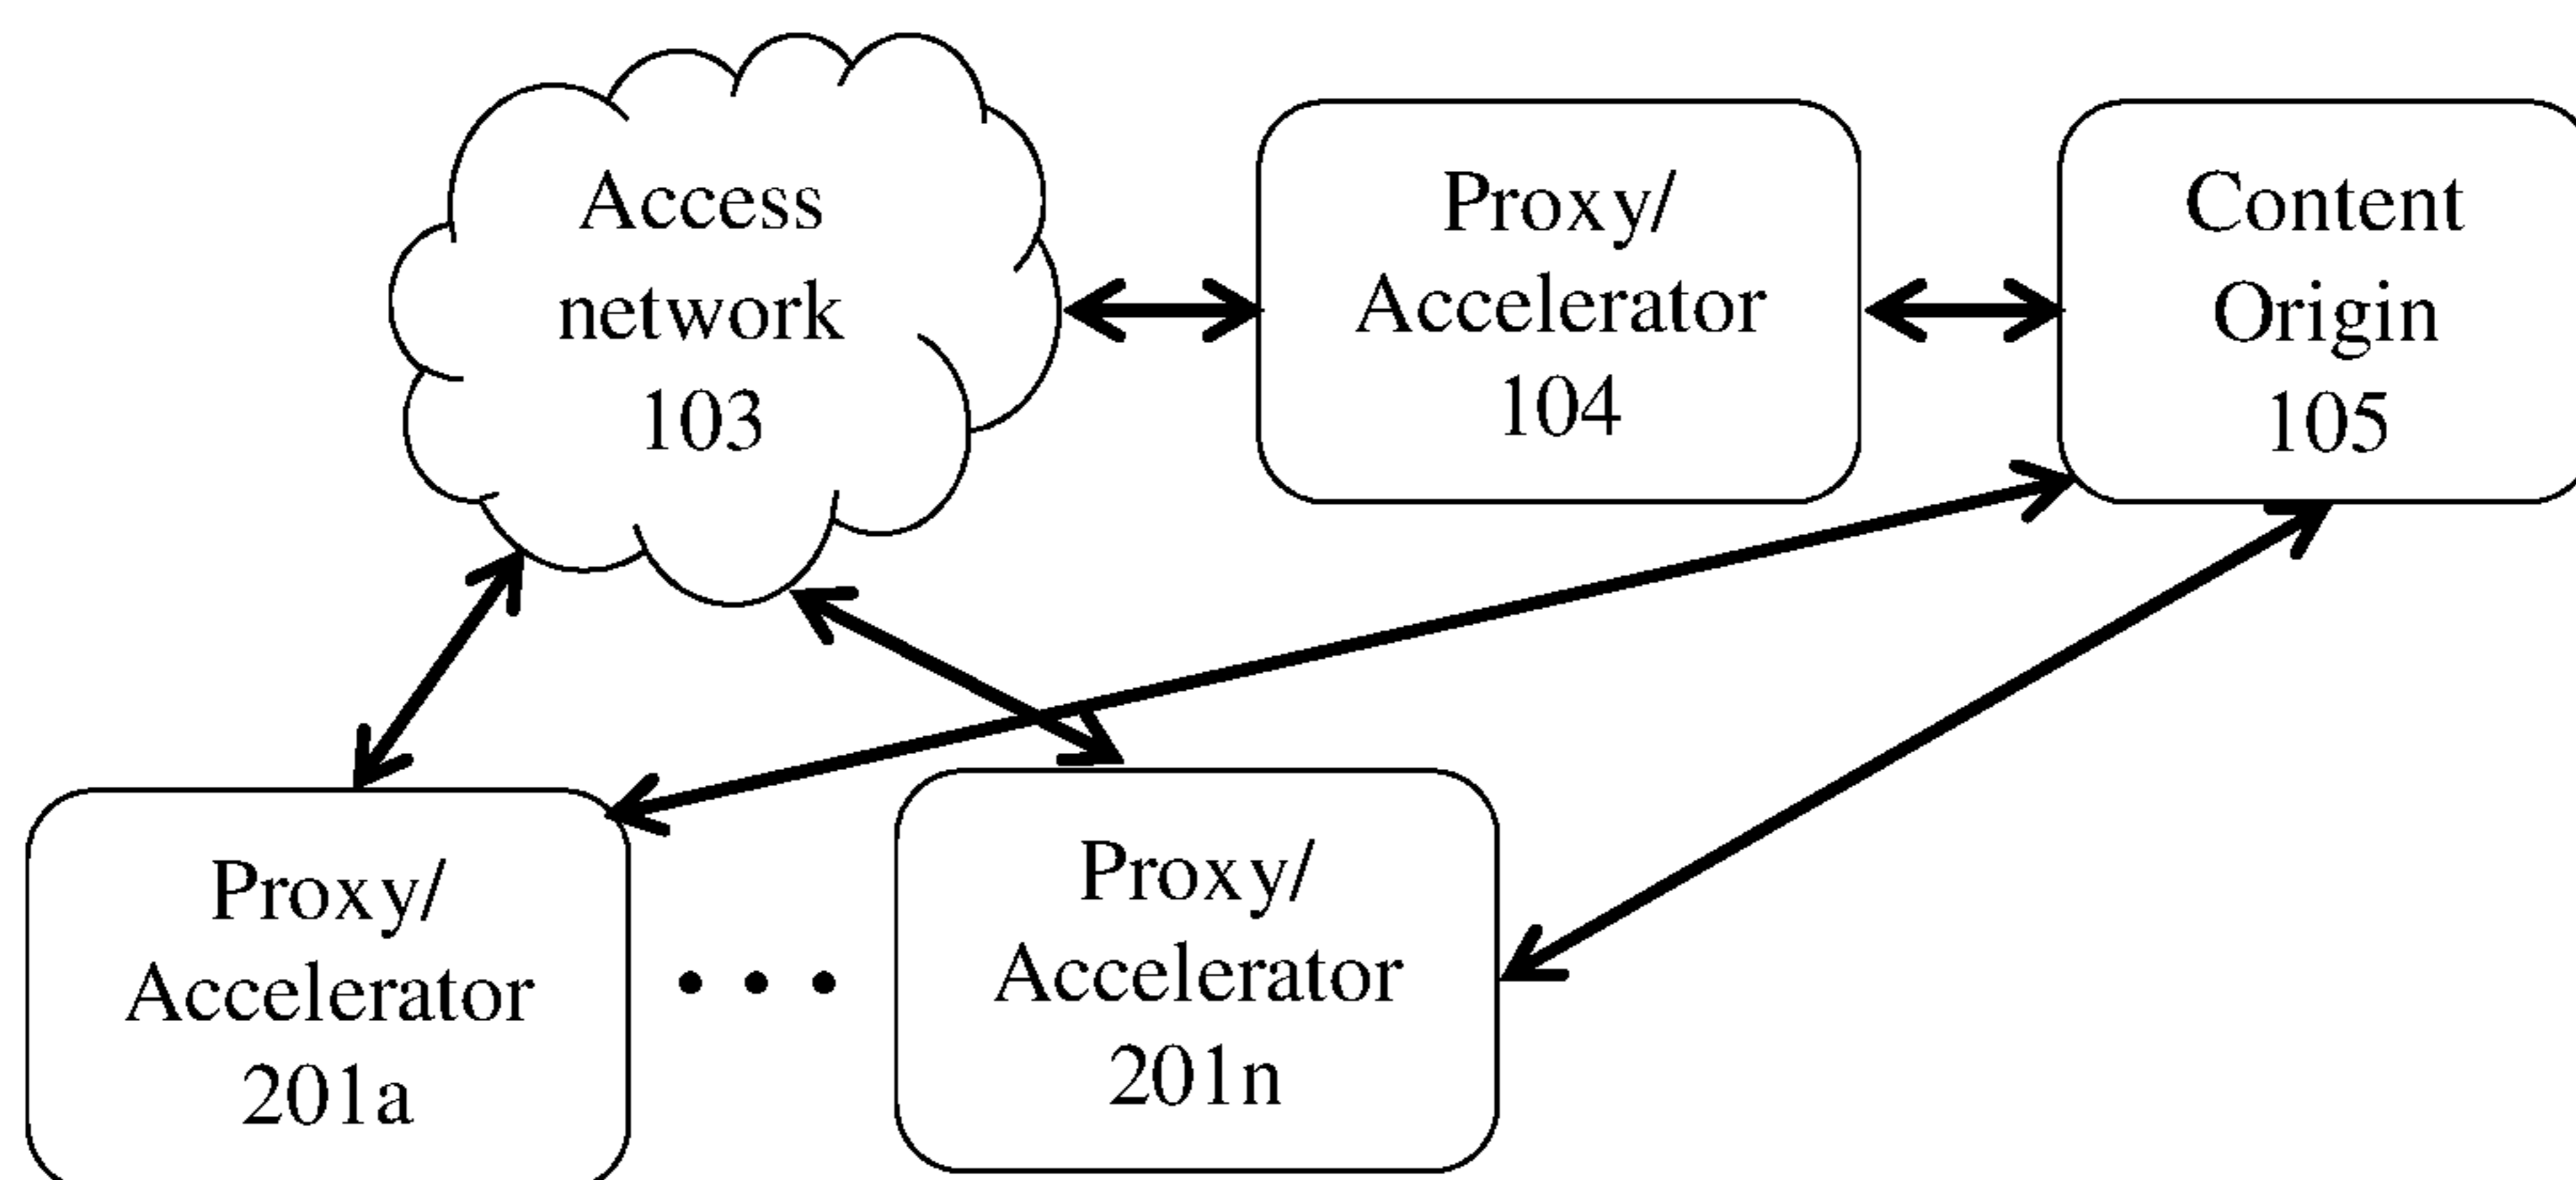 Access
network
103
Proxy/
Accelerator
104
Content
Origin
105
Proxy/
Accelerator
201a
Proxy/
Accelerator
201n